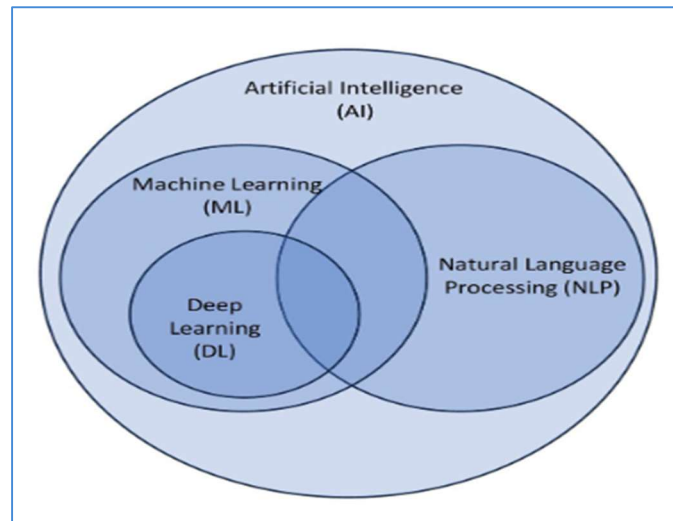 Artificial Intelligence
(AI)
Machine Learning
(ML)
Natural Language
Processing (NLP)
Deep
Learning
(DL)